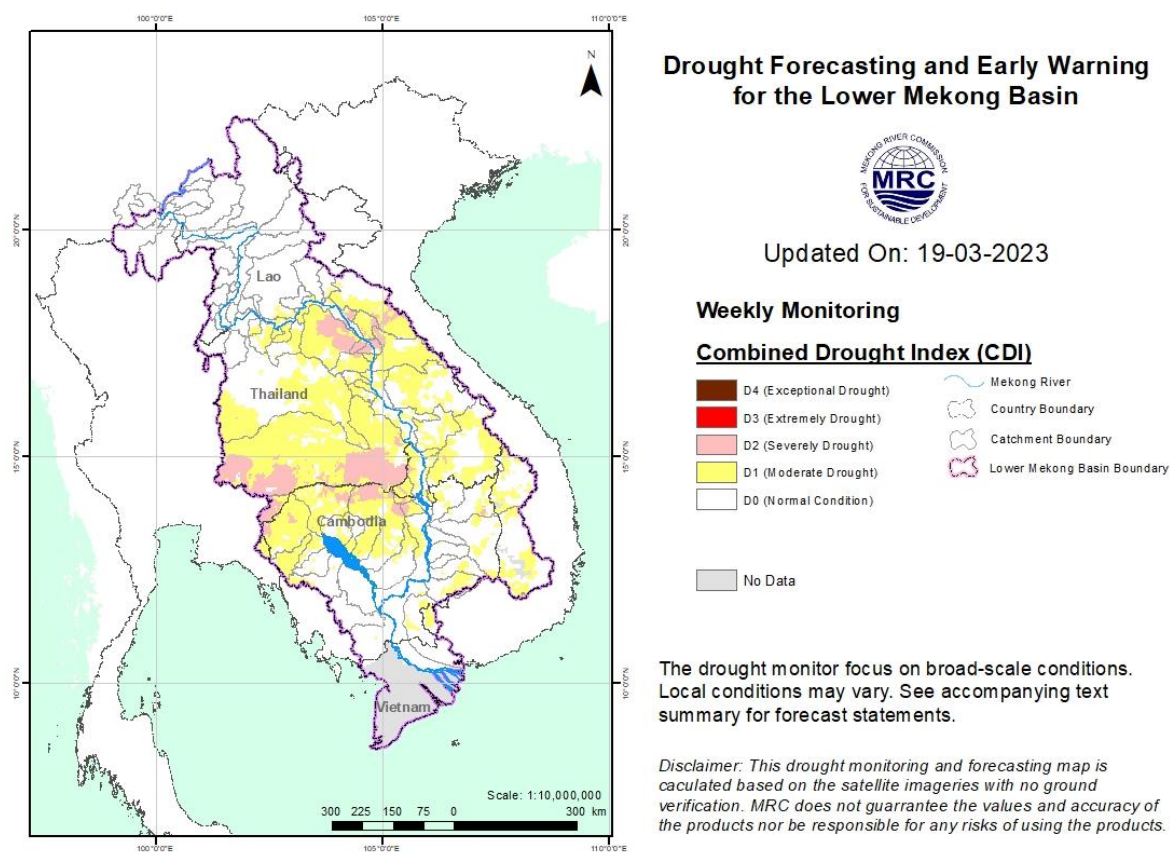 100°0'0"E
105°0'0"E
110°0'0"E
N
20°0'0"N
20°0'0"N
15°0'0"N
15°0'0"N
10°0'0"N
10°0'0"N
Lao
Thailand
Cambodia
Vietnam
Scale: 1:10,000,000
300 225 150 75 0 300 km
100°0'0"E
105°0'0"E
110°0'0"E
Drought Forecasting and Early Warning
for the Lower Mekong Basin
MEKONG RIVER COMMISSION
MRC
FOR SUSTAINABLE DEVELOPMENT
Updated On: 19-03-2023
Weekly Monitoring
Combined Drought Index (CDI)
D4 (Exceptional Drought)
D3 (Extremely Drought)
D2 (Severely Drought)
D1 (Moderate Drought)
D0 (Normal Condition)
No Data
Mekong River
Country Boundary
Catchment Boundary
Lower Mekong Basin Boundary
The drought monitor focus on broad-scale conditions.
Local conditions may vary. See accompanying text
summary for forecast statements.
Disclaimer: This drought monitoring and forecasting map is
caculated based on the satellite imageries with no ground
verification. MRC does not guarrantee the values and accuracy of
the products nor be responsible for any risks of using the products.